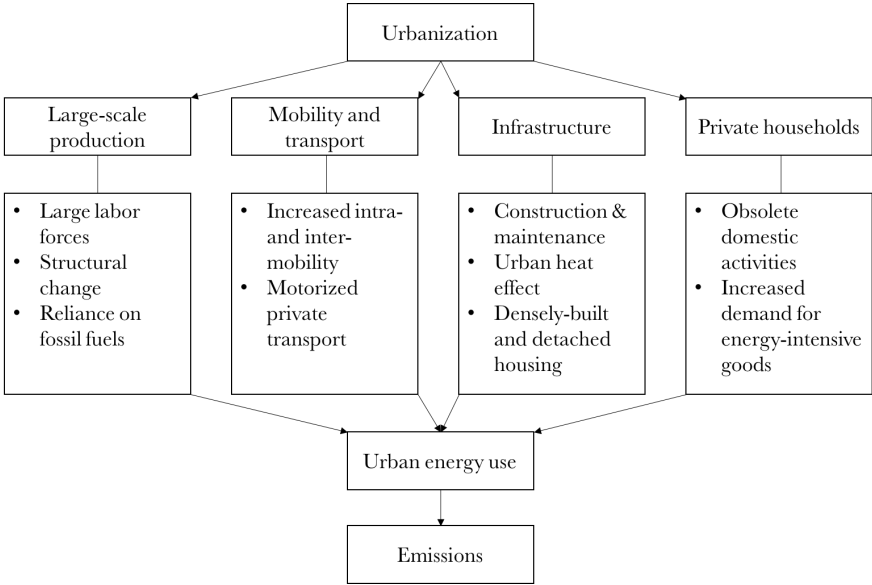 Urbanization
Large-scale
production
Mobility and
transport
Infrastructure
Private households
• Large labor
forces
• Structural
change
• Reliance on
fossil fuels
• Increased intra-
and inter-
mobility
• Motorized
private
transport
• Construction &
maintenance
• Urban heat
effect
• Densely-built
and detached
housing
• Obsolete
domestic
activities
• Increased
demand for
energy-intensive
goods
Urban energy use
Emissions